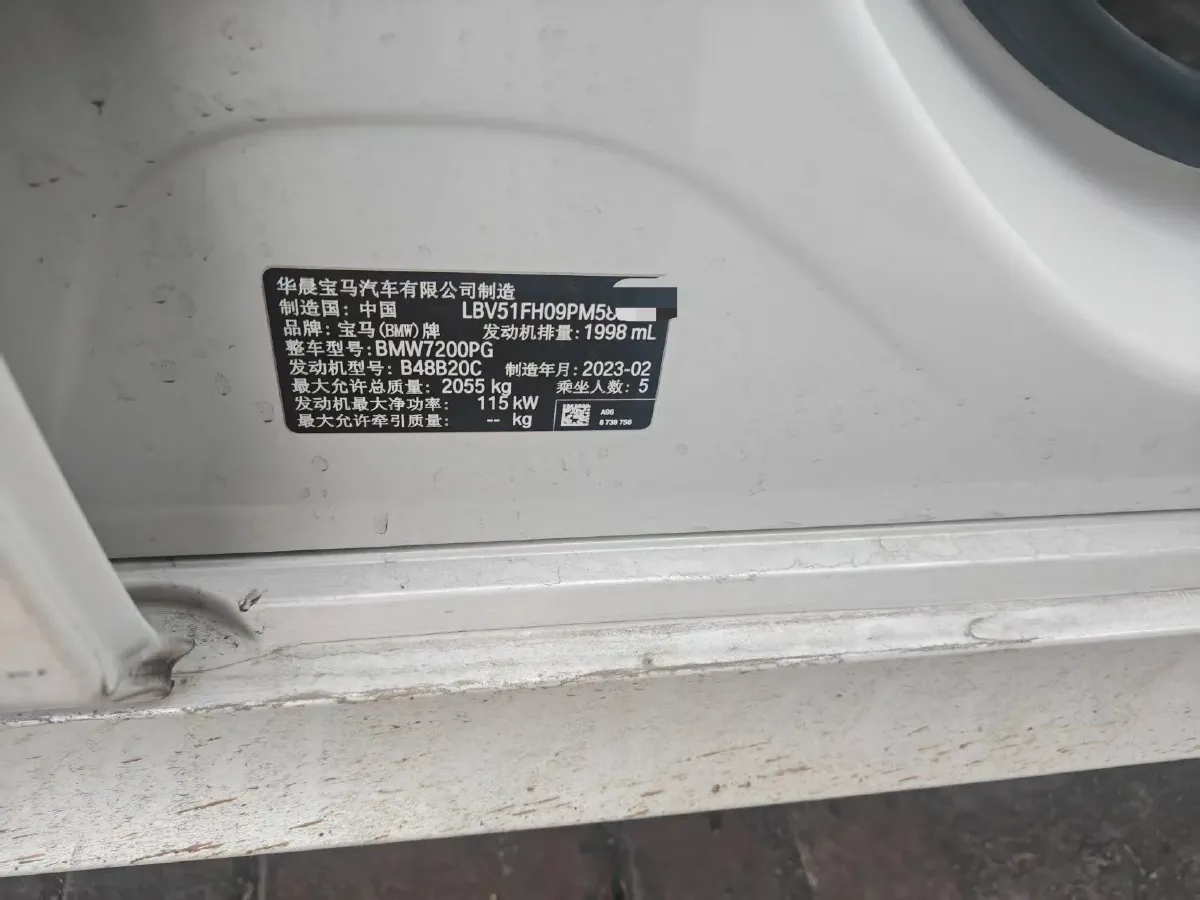 华晨宝马汽车有限公司制造
制造国: 中国 LBV51FH09PM58
品牌: 宝马(BMW)牌 发动机排量: 1998 mL
整车型号: BMW7200PG
发动机型号: B48B20C 制造年月: 2023-02
最大允许总质量: 2055 kg 乘坐人数: 5
发动机最大净功率: 115 kW
最大允许牵引质量: -- kg
A96
8 738 756